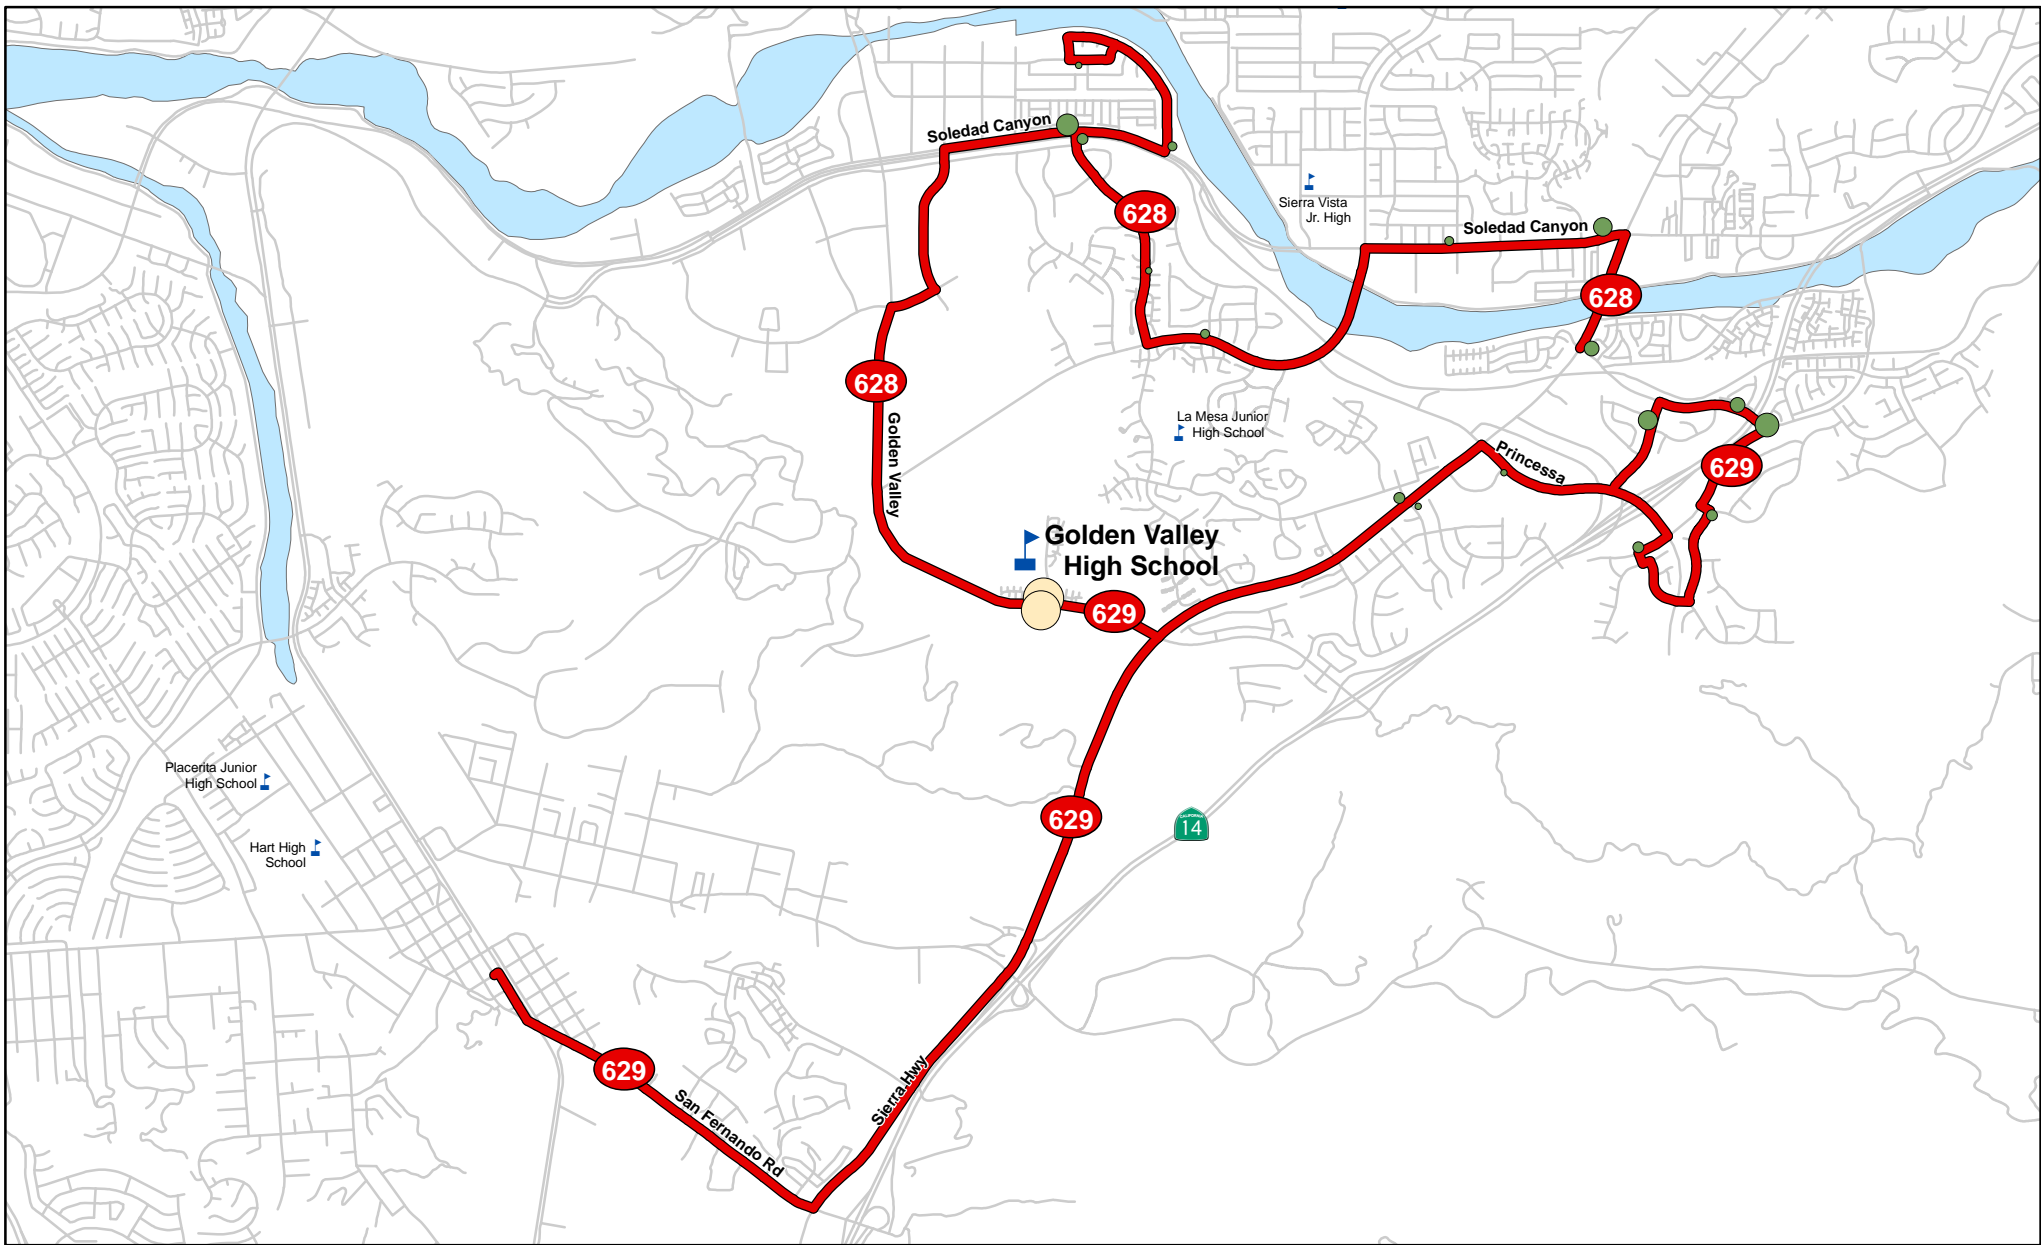 Soledad Canyon
628
Sierra Vista
Jr. High
Soledad Canyon
628
628
Golden Valley
La Mesa Junior
High School
Princessa
629
Golden Valley
High School
629
Placerita Junior
High School
Hart High
School
629
CALIFORNIA
14
629
San Fernando Rd
Sierra Hwy